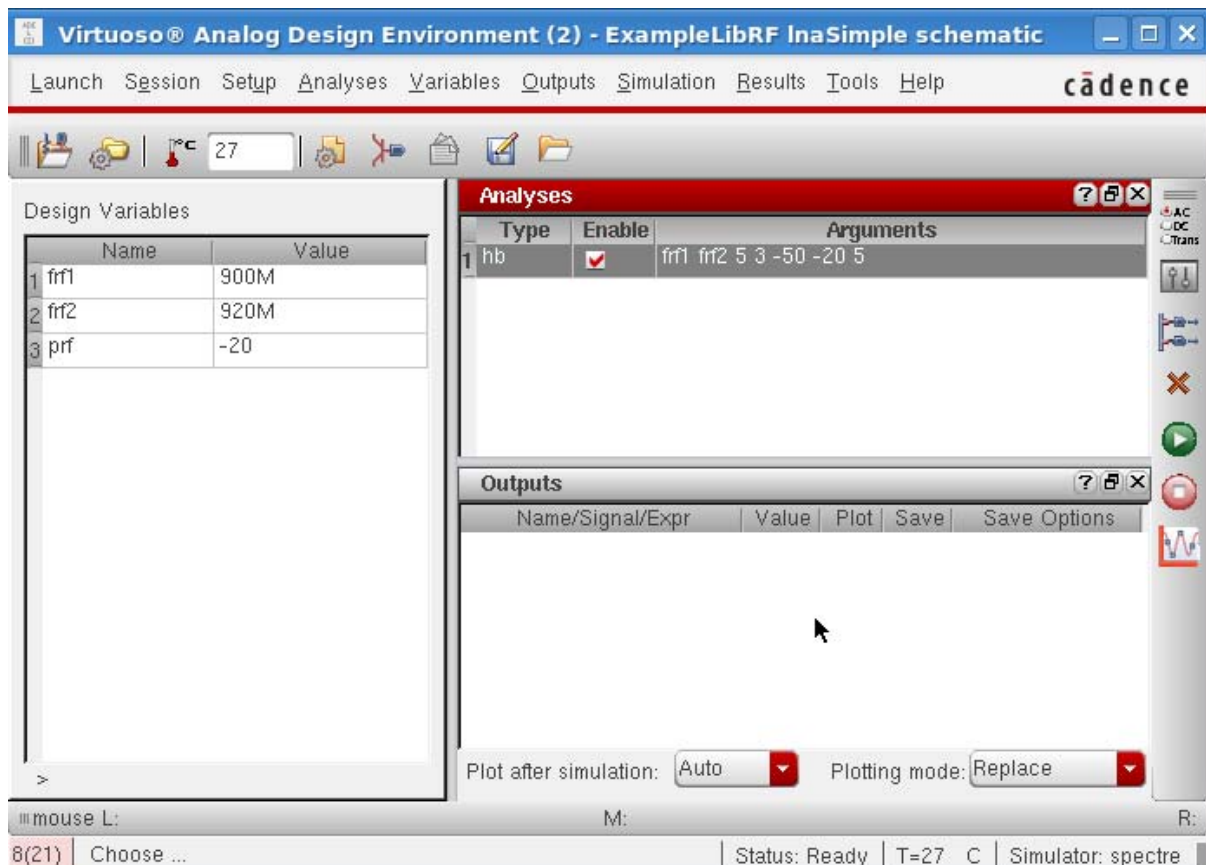 Virtuoso® Analog Design Environment (2) - ExampleLibRF lnaSimple schematic
Launch Session Setup Analyses Variables Outputs Simulation Results Tools Help cādence
°C 27
Design Variables
Name Value
1 frf1 900M
2 frf2 920M
3 prf -20
>
Analyses
Type Enable Arguments
1 hb frf1 frf2 5 3 -50 -20 5
Outputs
Name/Signal/Expr Value Plot Save Save Options
Plot after simulation: Auto Plotting mode: Replace
AC
DC
Trans
mouse L: M: R:
8(21) Choose ... Status: Ready T=27 C Simulator: spectre